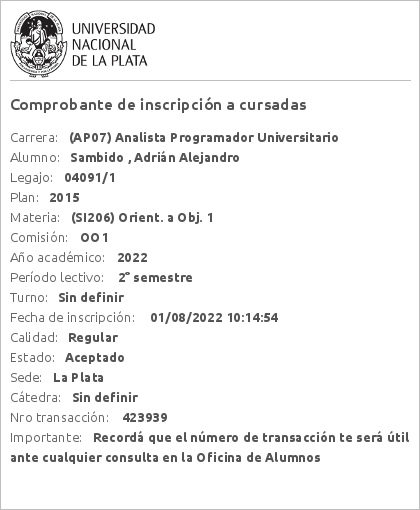 UNIVERSIDAD
NACIONAL
DE LA PLATA
Comprobante de inscripción a cursadas
Carrera: (AP07) Analista Programador Universitario
Alumno: Sambido , Adrián Alejandro
Legajo: 04091/1
Plan: 2015
Materia: (SI206) Orient. a Obj. 1
Comisión: OO1
Año académico: 2022
Período lectivo: 2° semestre
Turno: Sin definir
Fecha de inscripción: 01/08/2022 10:14:54
Calidad: Regular
Estado: Aceptado
Sede: La Plata
Cátedra: Sin definir
Nro transacción: 423939
Importante: Recordá que el número de transacción te será útil
ante cualquier consulta en la Oficina de Alumnos